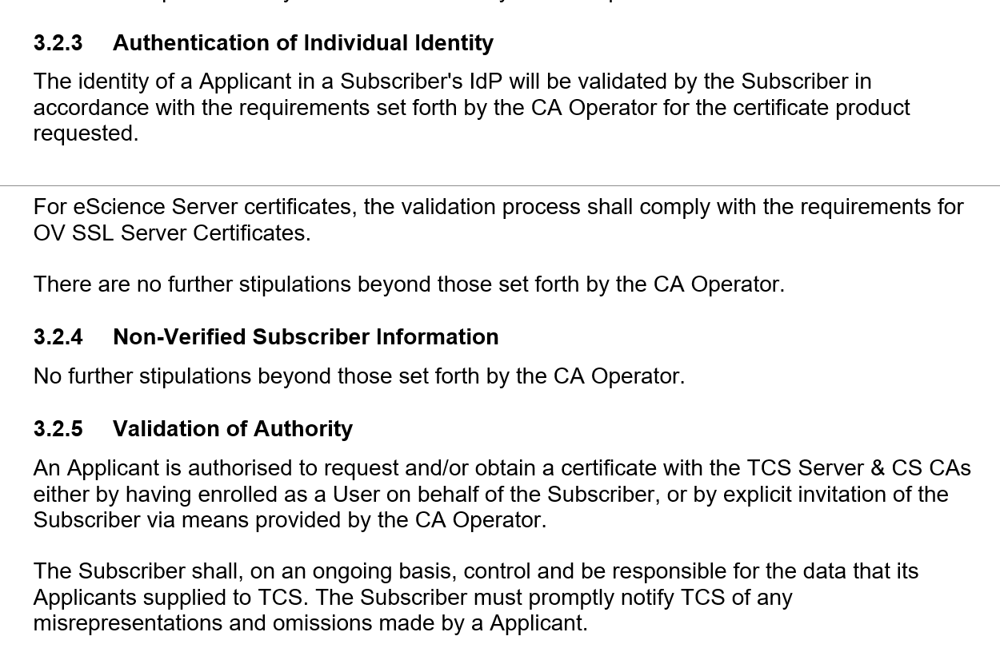 3.2.3 Authentication of Individual Identity
The identity of a Applicant in a Subscriber's IdP will be validated by the Subscriber in
accordance with the requirements set forth by the CA Operator for the certificate product
requested.
For eScience Server certificates, the validation process shall comply with the requirements for
OV SSL Server Certificates.
There are no further stipulations beyond those set forth by the CA Operator.
3.2.4 Non-Verified Subscriber Information
No further stipulations beyond those set forth by the CA Operator.
3.2.5 Validation of Authority
An Applicant is authorised to request and/or obtain a certificate with the TCS Server & CS CAs
either by having enrolled as a User on behalf of the Subscriber, or by explicit invitation of the
Subscriber via means provided by the CA Operator.
The Subscriber shall, on an ongoing basis, control and be responsible for the data that its
Applicants supplied to TCS. The Subscriber must promptly notify TCS of any
misrepresentations and omissions made by a Applicant.